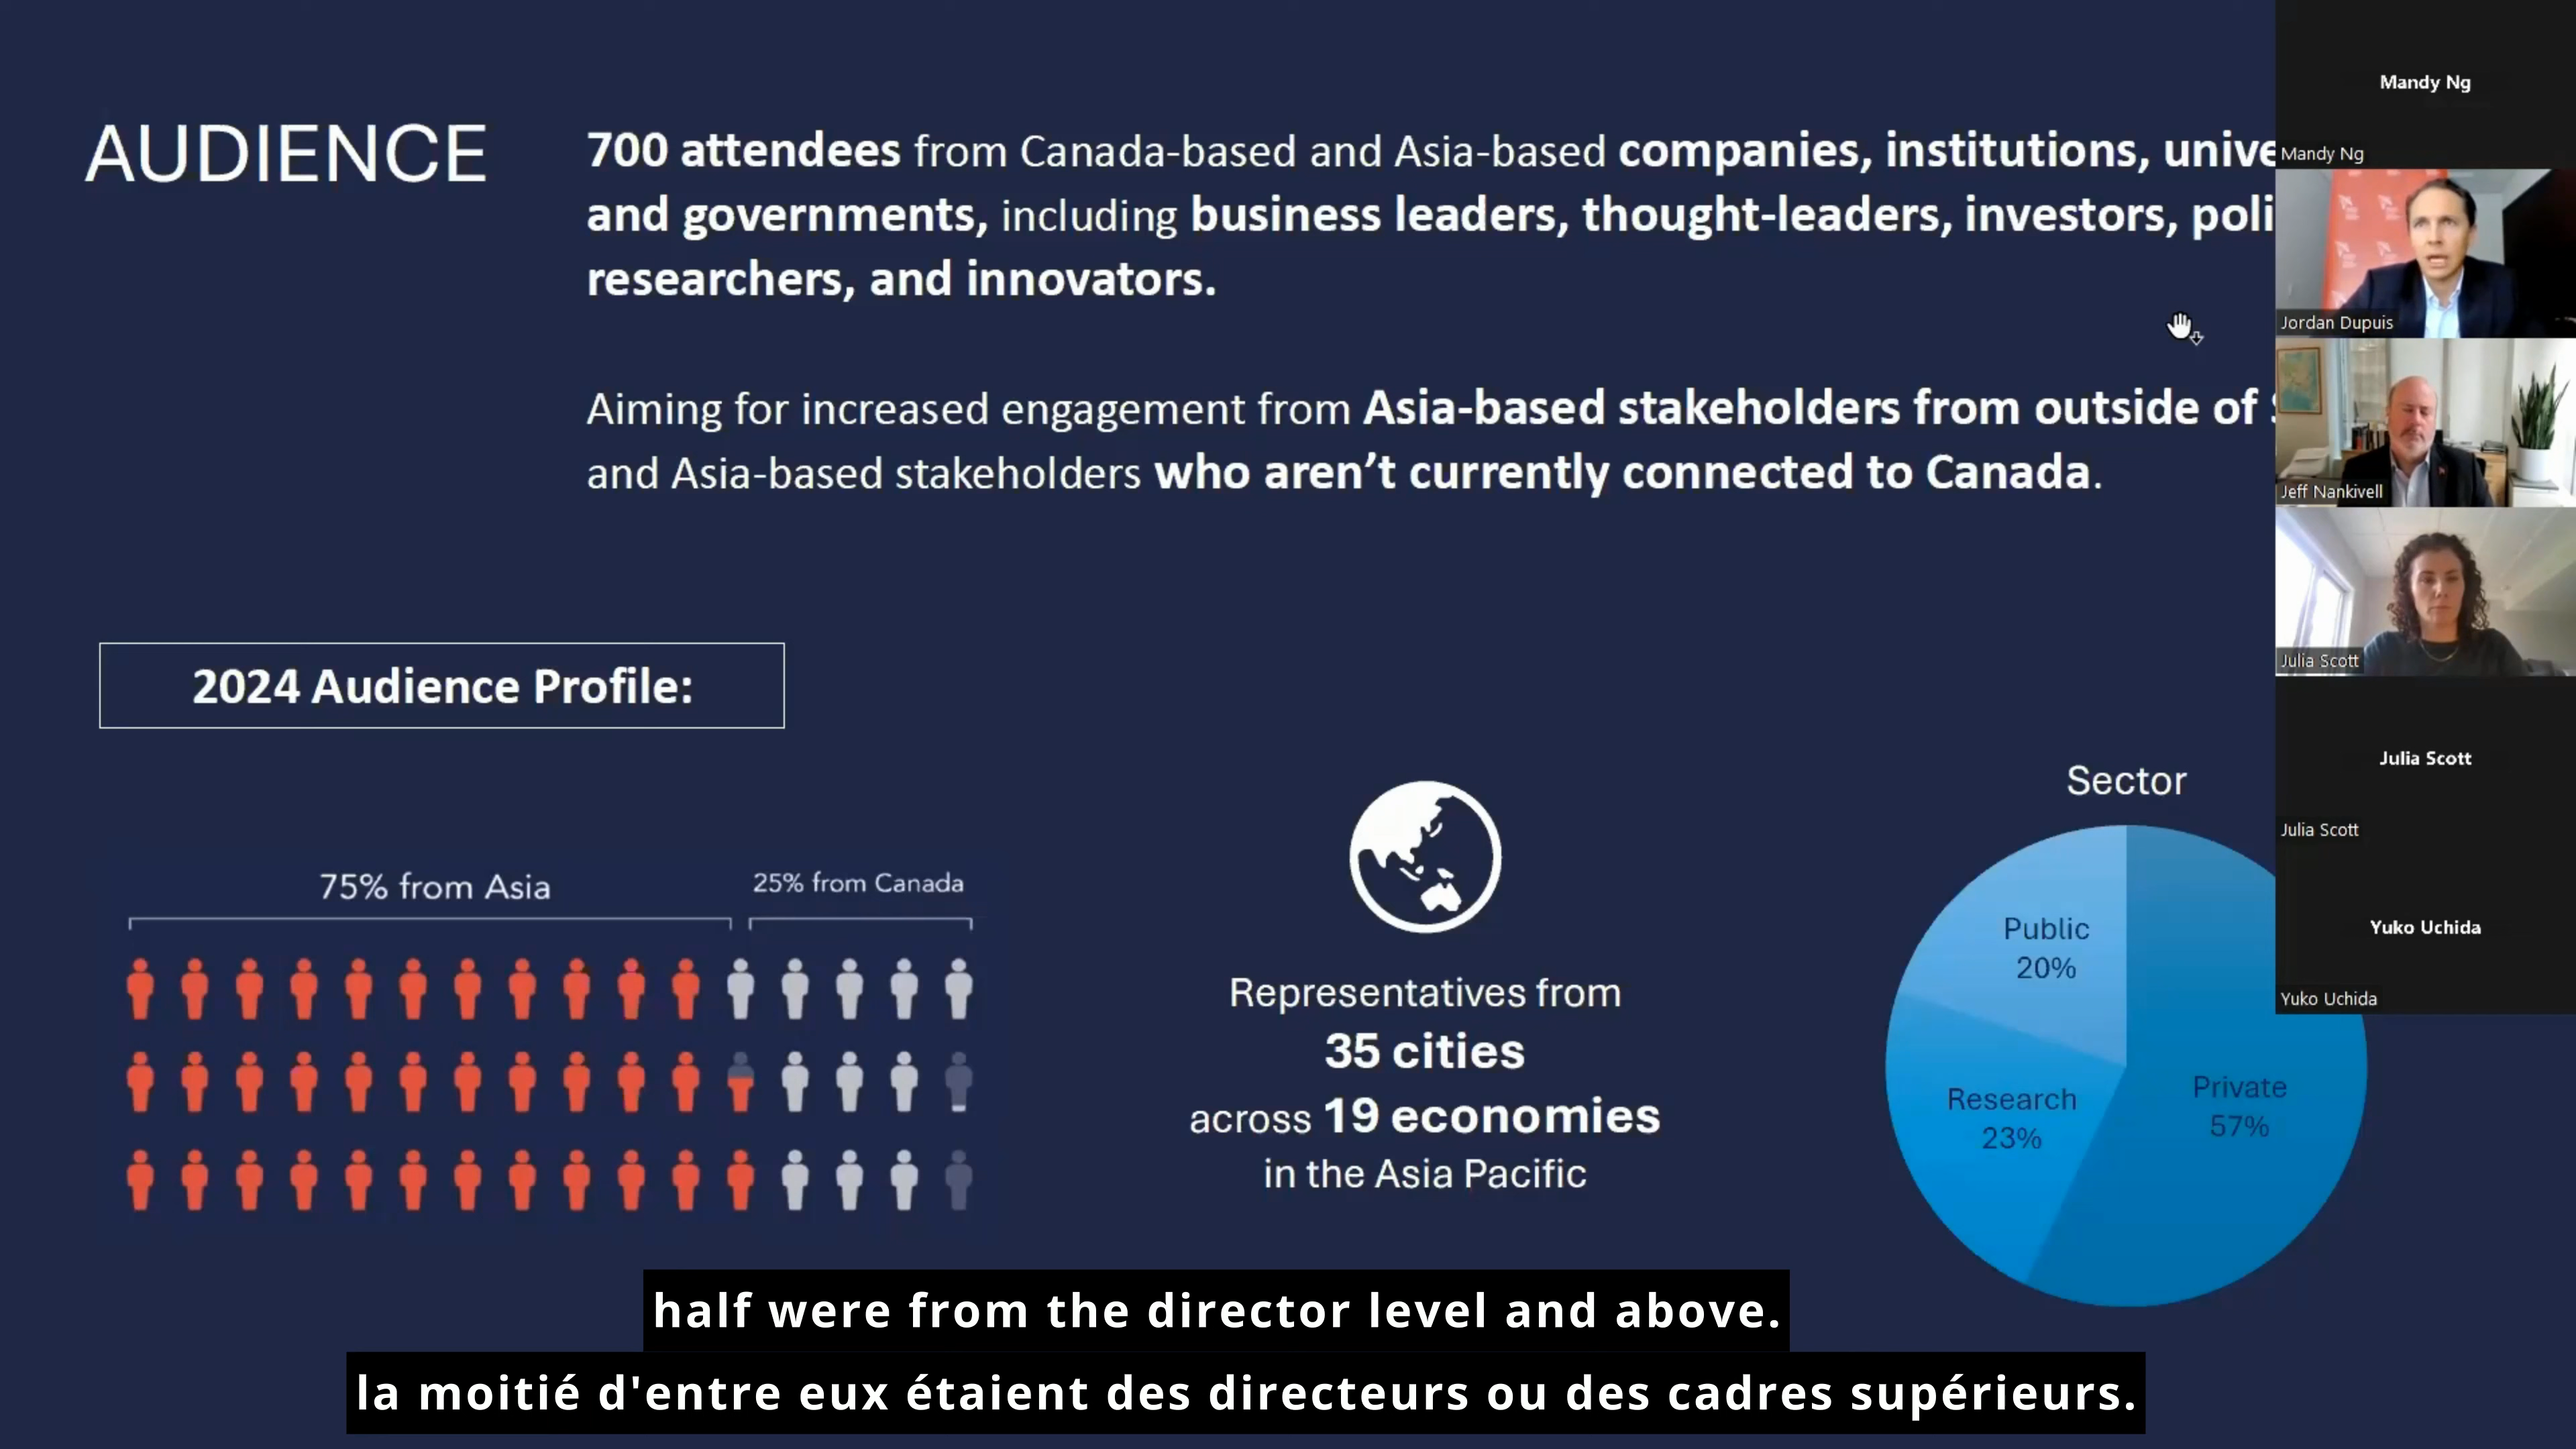 AUDIENCE
700 attendees from Canada-based and Asia-based companies, institutions,
and governments, including business leaders, thought-leaders, investors,
researchers, and innovators.
Aiming for increased engagement from Asia-based stakeholders from outside of
and Asia-based stakeholders who aren’t currently connected to Canada.
2024 Audience Profile:
75% from Asia
25% from Canada
Representatives from
35 cities
across 19 economies
in the Asia Pacific
Sector
Public
20%
Research
23%
Private
57%
Mandy Ng
Mandy Ng
Jordan Dupuis
Jeff Nankivell
Julia Scott
Julia Scott
Julia Scott
Yuko Uchida
Yuko Uchida
half were from the director level and above.
la moitié d'entre eux étaient des directeurs ou des cadres supérieurs.